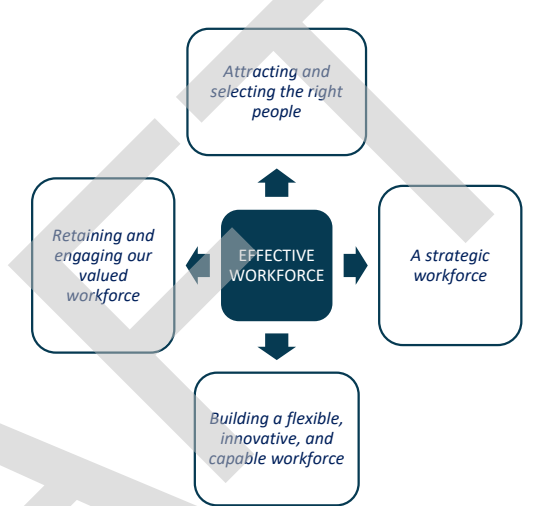 Attracting and
selecting the right
people
Retaining and
engaging our
valued
workforce
EFFECTIVE
WORKFORCE
A strategic
workforce
Building a flexible,
innovative, and
capable workforce